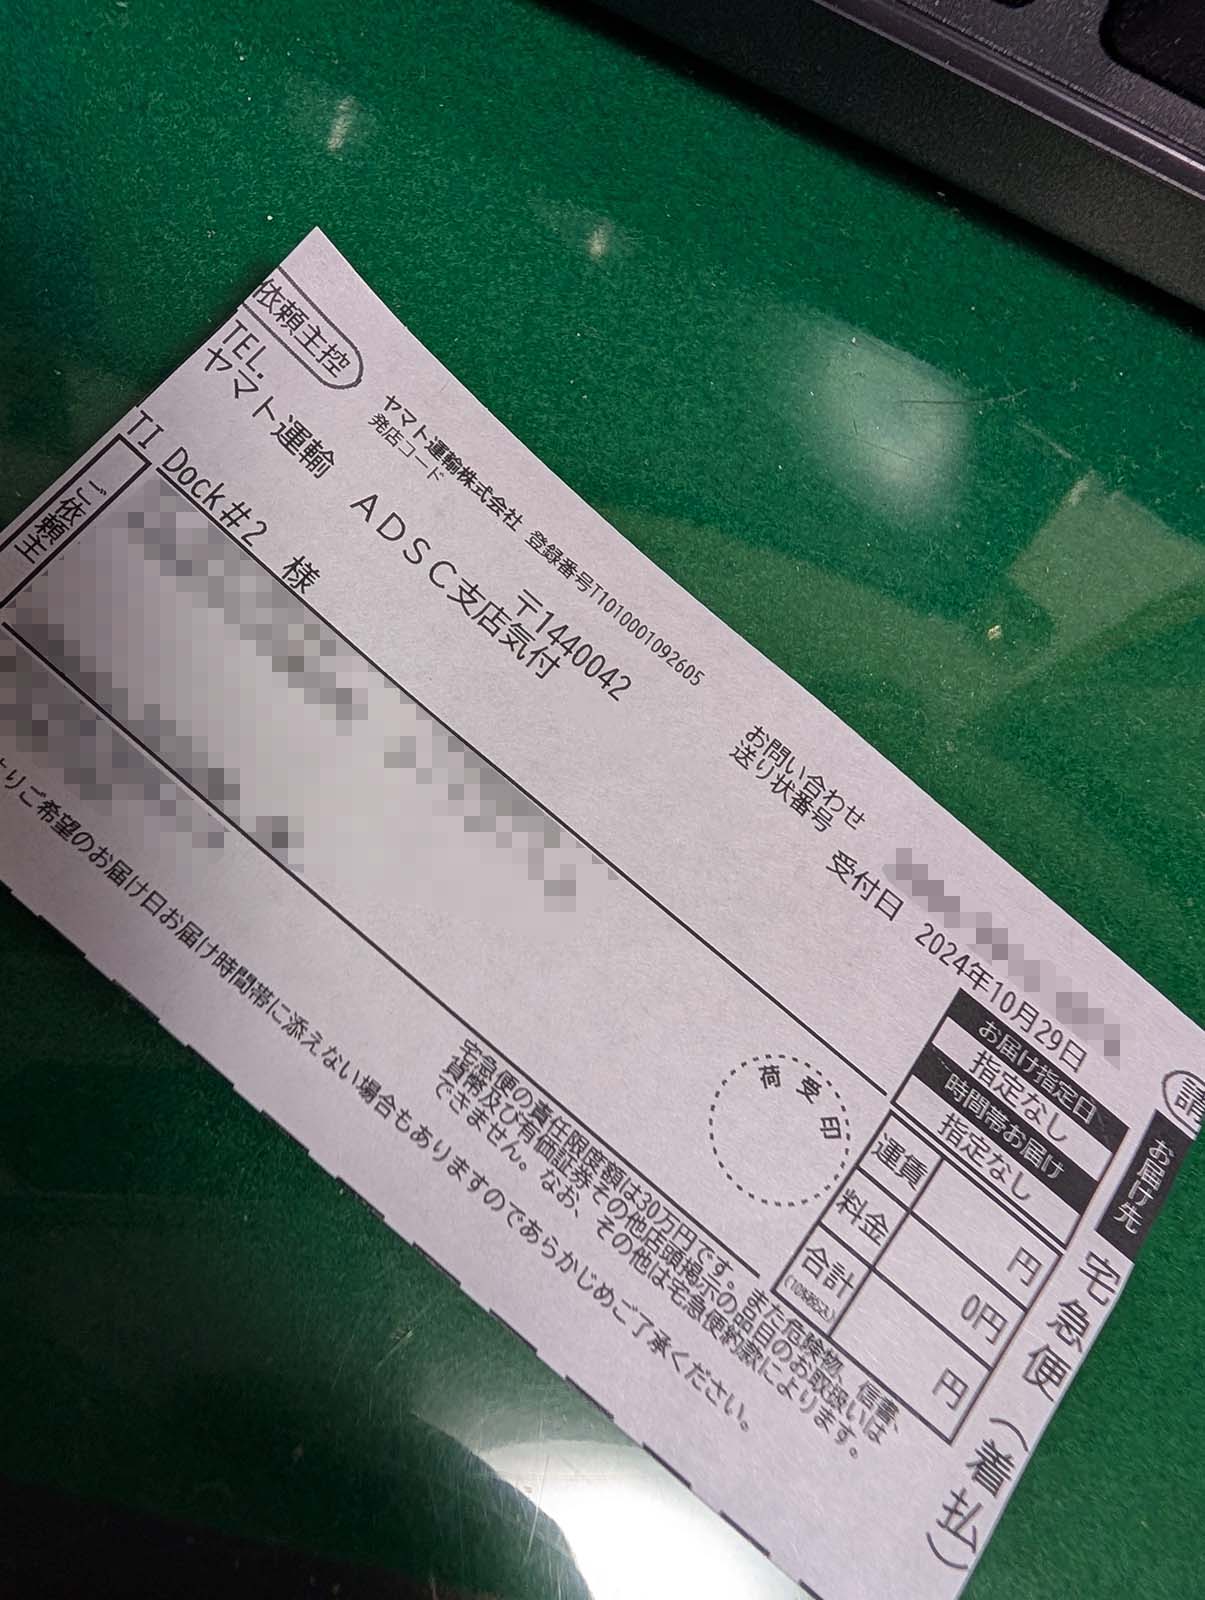 依頼主控
ヤマト運輸株式会社 登録番号T1010001092605
発店コード
TEL.
〒1440042
ヤマト運輸 ADSC支店気付
TI Dock#2 様
ご依頼主
お問い合わせ
送り状番号
受付日 2024年10月29日
お届け指定日
指定なし
時間帯お届け
指定なし
運賃 円
料金 0円
合計 円
(10%税込)
荷受印
お届け先
宅急便(着払)
宅急便の責任限度額は30万円です。また危険物、信書、
貨幣及び有価証券その他店頭掲示の品目のお取扱いは
できません。なお、その他は宅急便約款によります。
よりご希望のお届け日お届け時間帯に添えない場合もありますのであらかじめご了承ください。